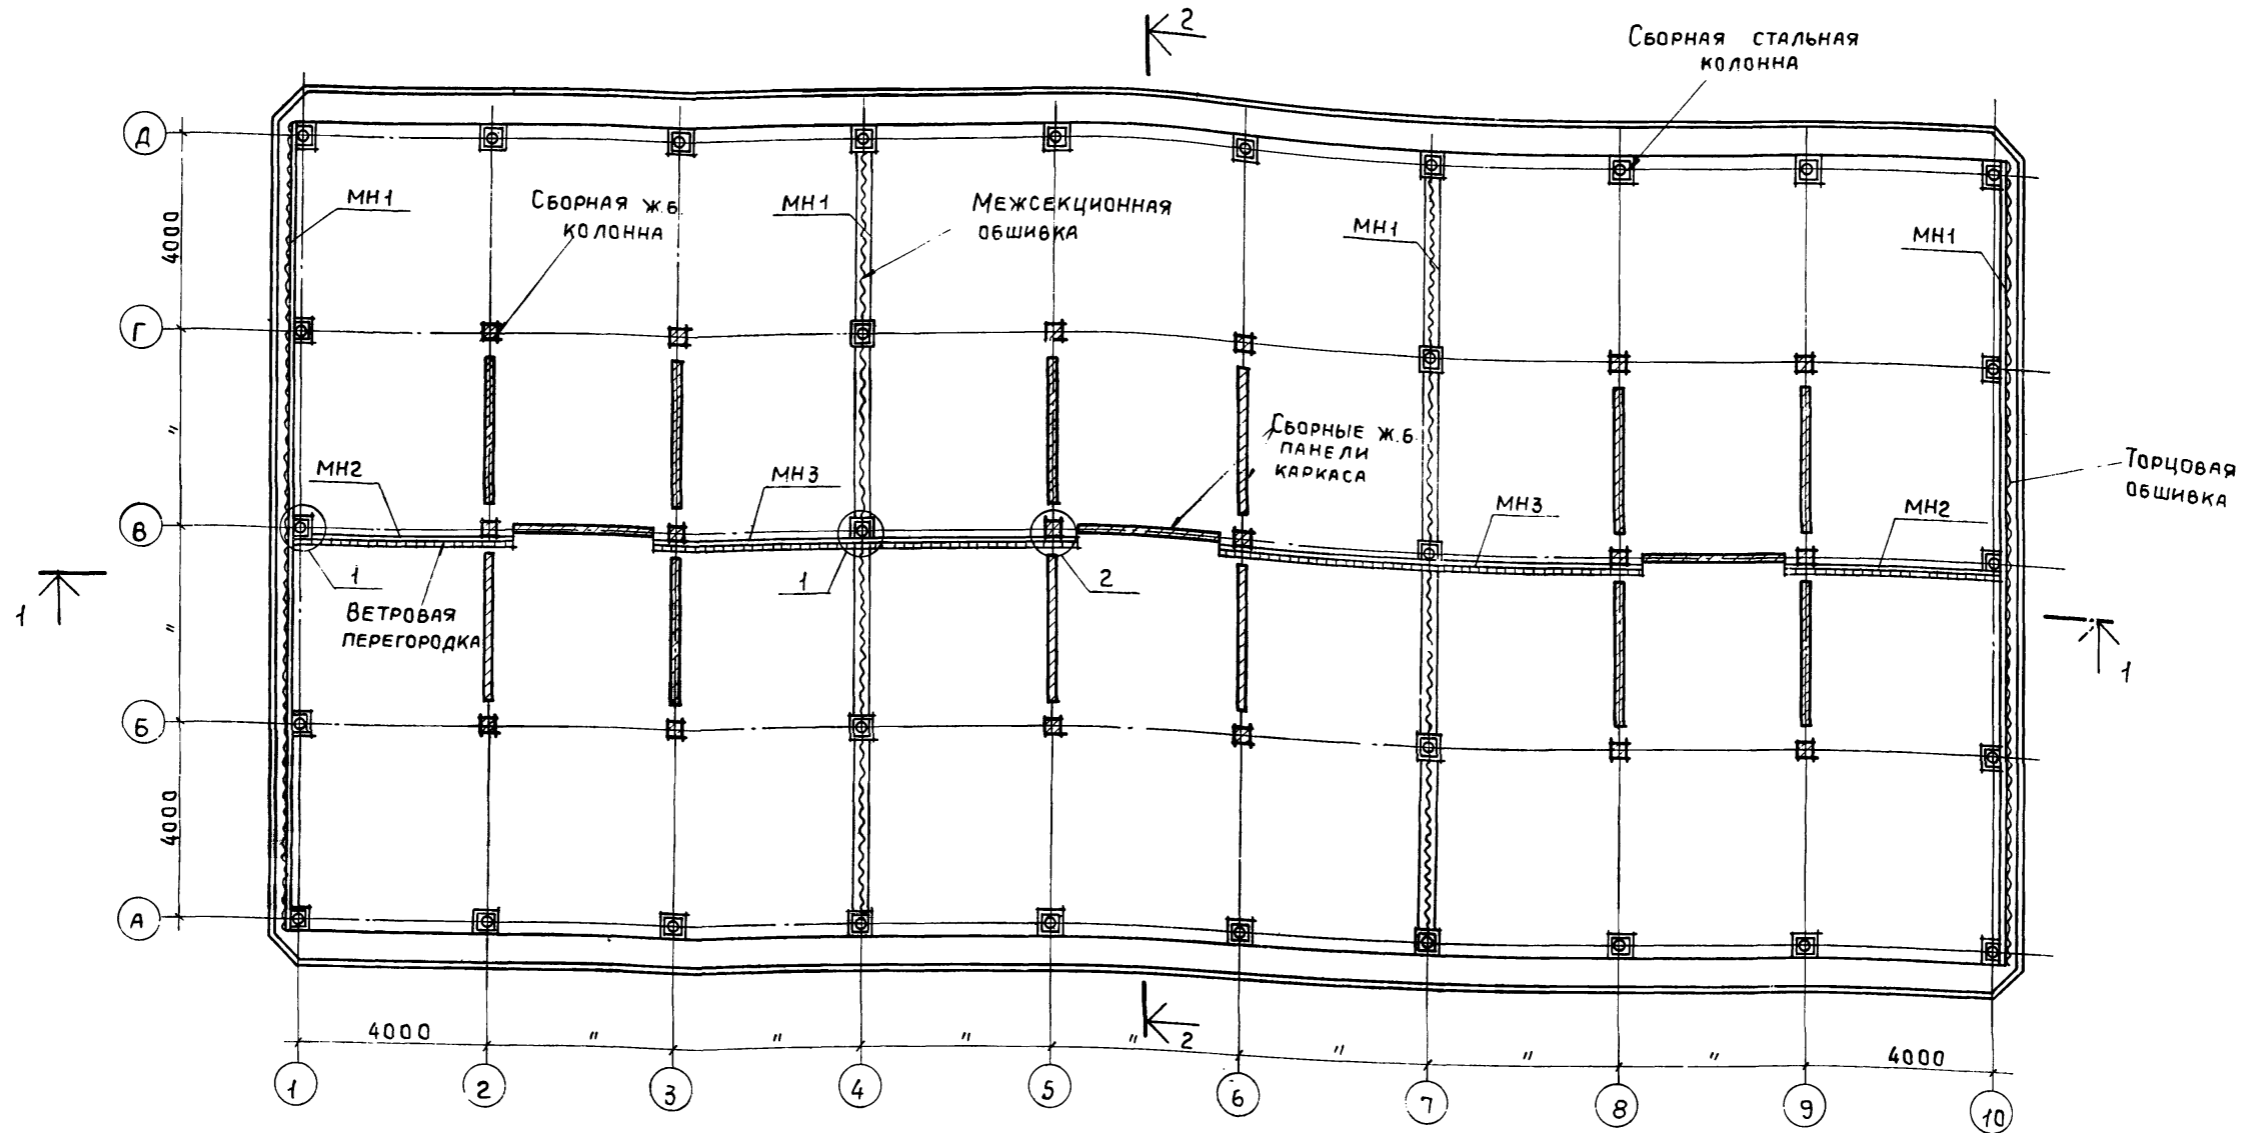 2
Сборная стальная
колонна
Д
МН1
Сборная ж.б.
колонна
МН1
Межсекционная
обшивка
МН1
МН1
4000
Г
"
Сборные ж.б.
панели
каркаса
Торцовая
обшивка
В
МН2
МН3
МН3
МН2
1
1
1
2
Ветровая
перегородка
"
1
Б
4000
А
4000
"
"
"
"
2
"
"
"
4000
1
2
3
4
5
6
7
8
9
10